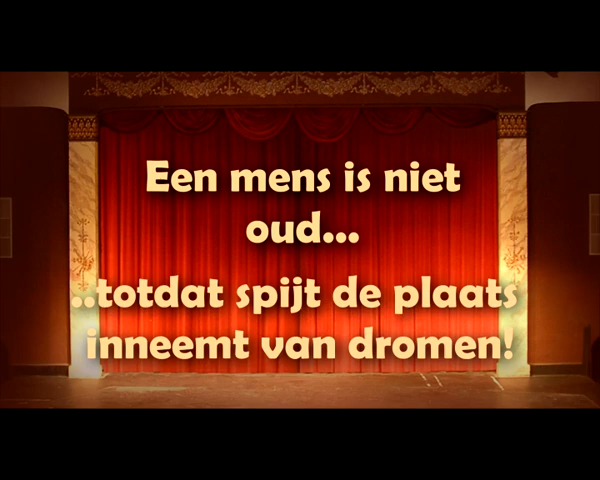 Een mens is niet
oud...
..totdat spijt de plaats
inneemt van dromen!